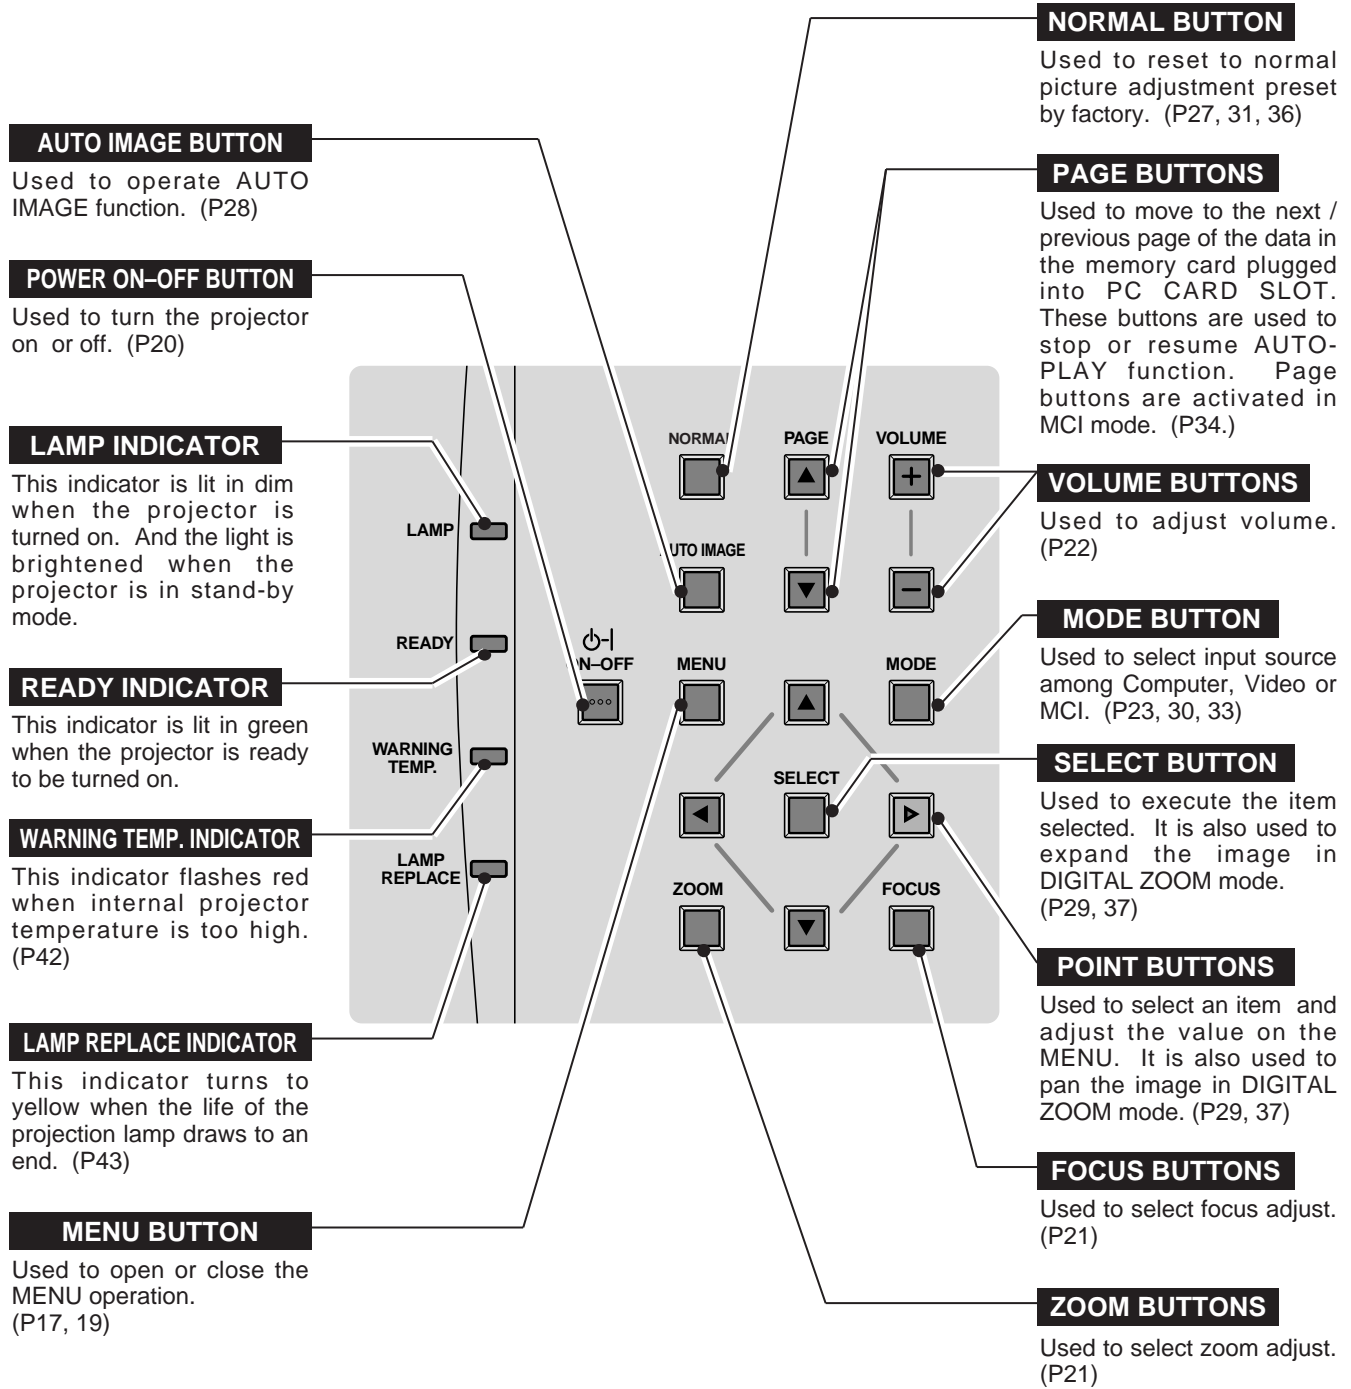 AUTO IMAGE BUTTON
Used to operate AUTO
IMAGE function. (P28)
POWER ON–OFF BUTTON
Used to turn the projector
on or off. (P20)
LAMP INDICATOR
This indicator is lit in dim
when the projector is
turned on. And the light is
brightened when the
projector is in stand-by
mode.
READY INDICATOR
This indicator is lit in green
when the projector is ready
to be turned on.
WARNING TEMP. INDICATOR
This indicator flashes red
when internal projector
temperature is too high.
(P42)
LAMP REPLACE INDICATOR
This indicator turns to
yellow when the life of the
projection lamp draws to an
end. (P43)
MENU BUTTON
Used to open or close the
MENU operation.
(P17, 19)
NORMAL
PAGE
VOLUME
LAMP
AUTO IMAGE
READY
ON–OFF
MENU
MODE
WARNING
TEMP.
SELECT
LAMP
REPLACE
ZOOM
FOCUS
NORMAL BUTTON
Used to reset to normal
picture adjustment preset
by factory. (P27, 31, 36)
PAGE BUTTONS
Used to move to the next /
previous page of the data in
the memory card plugged
into PC CARD SLOT.
These buttons are used to
stop or resume AUTO-
PLAY function. Page
buttons are activated in
MCI mode. (P34.)
VOLUME BUTTONS
Used to adjust volume.
(P22)
MODE BUTTON
Used to select input source
among Computer, Video or
MCI. (P23, 30, 33)
SELECT BUTTON
Used to execute the item
selected. It is also used to
expand the image in
DIGITAL ZOOM mode.
(P29, 37)
POINT BUTTONS
Used to select an item and
adjust the value on the
MENU. It is also used to
pan the image in DIGITAL
ZOOM mode. (P29, 37)
FOCUS BUTTONS
Used to select focus adjust.
(P21)
ZOOM BUTTONS
Used to select zoom adjust.
(P21)